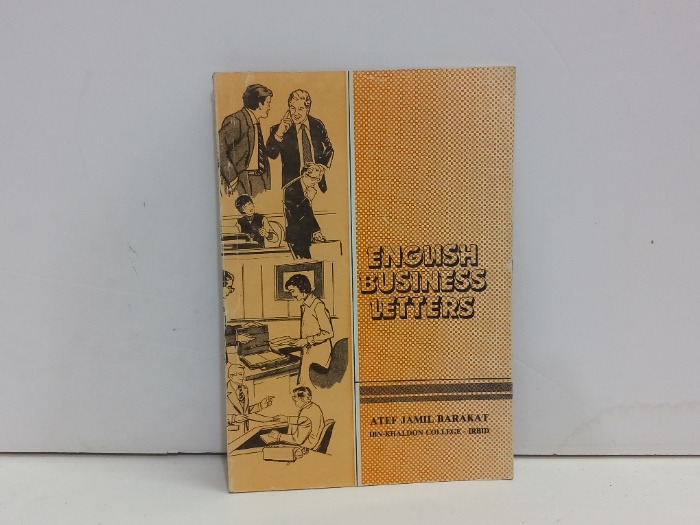 ENGLISH
BUSINESS
LETTERS
ATEF JAMIL BARAKAT
IBN-KHALDON COLLEGE - IRBID